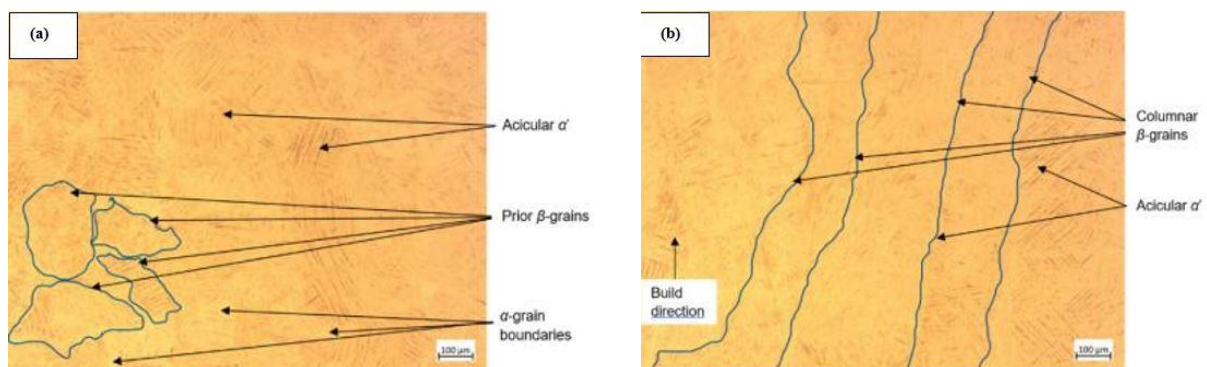 (a)
Acicular α′
Prior β-grains
α-grain
boundaries
100 μm
(b)
Columnar
β-grains
Acicular α′
Build
direction
100 μm